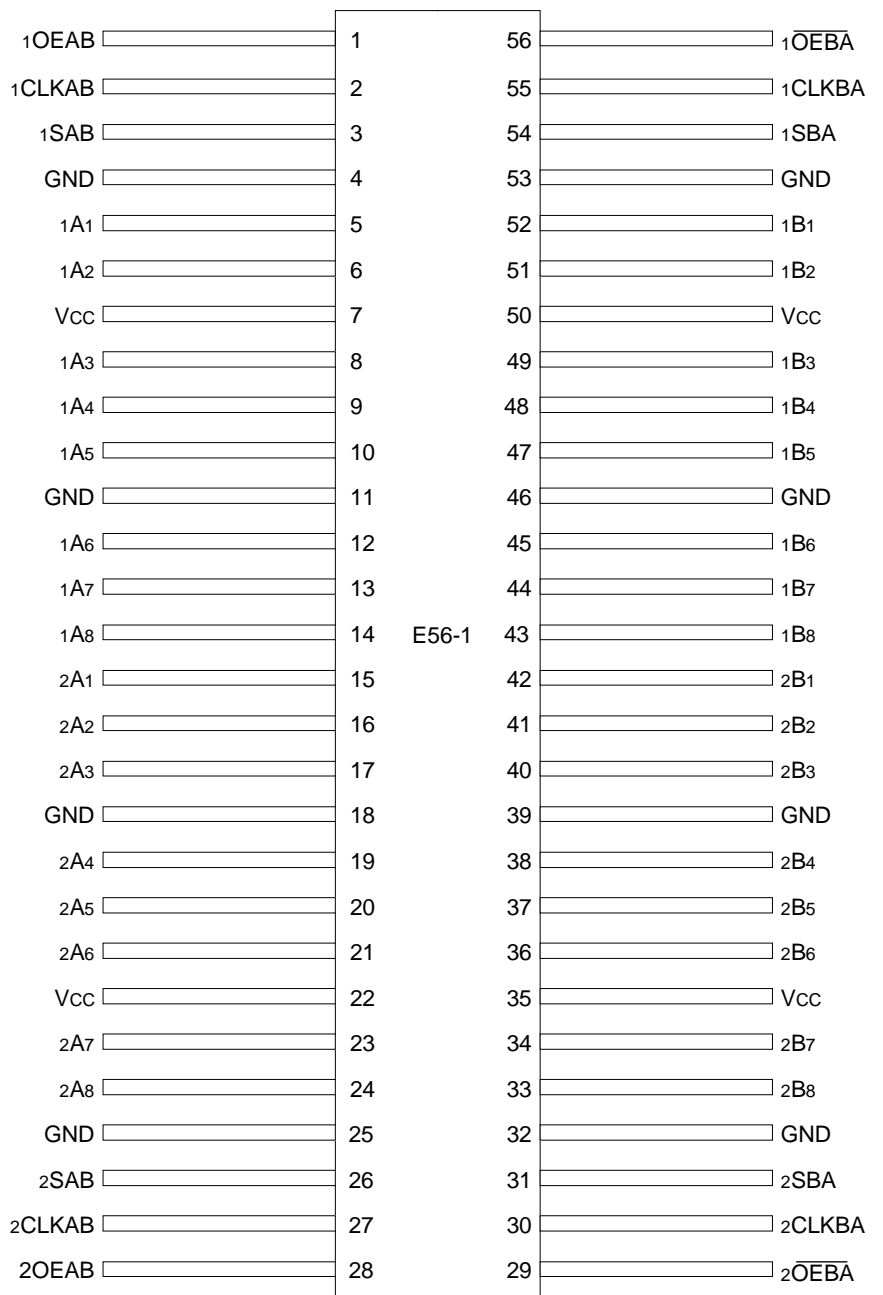 1OEAB 1 56 1OEBA
1CLKAB 2 55 1CLKBA
1SAB 3 54 1SBA
GND 4 53 GND
1A1 5 52 1B1
1A2 6 51 1B2
VCC 7 50 VCC
1A3 8 49 1B3
1A4 9 48 1B4
1A5 10 47 1B5
GND 11 46 GND
1A6 12 45 1B6
1A7 13 44 1B7
1A8 14 E56-1 43 1B8
2A1 15 42 2B1
2A2 16 41 2B2
2A3 17 40 2B3
GND 18 39 GND
2A4 19 38 2B4
2A5 20 37 2B5
2A6 21 36 2B6
VCC 22 35 VCC
2A7 23 34 2B7
2A8 24 33 2B8
GND 25 32 GND
2SAB 26 31 2SBA
2CLKAB 27 30 2CLKBA
2OEAB 28 29 2OEBA